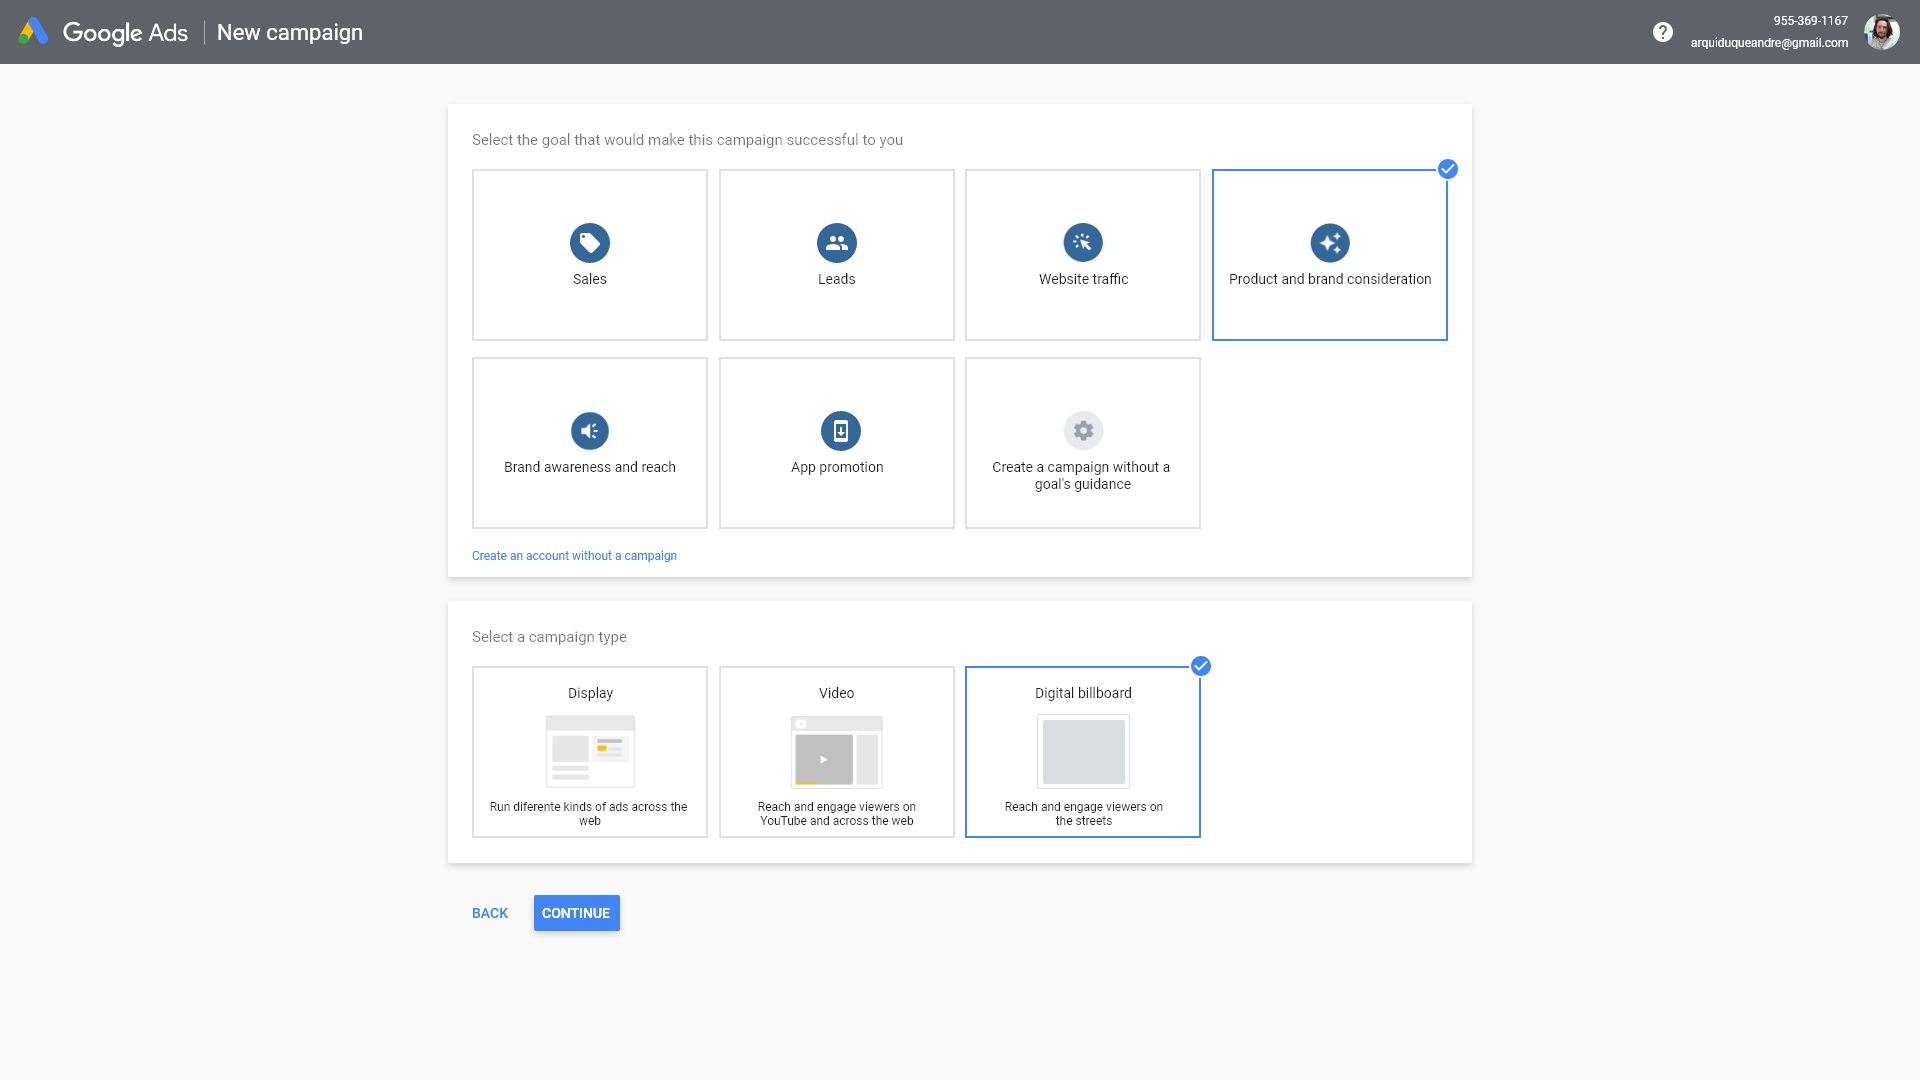 Google Ads
New campaign
955-369-1167
arquiduqueandre@gmail.com
Select the goal that would make this campaign successful to you
Sales
Leads
Website traffic
Product and brand consideration
Brand awareness and reach
App promotion
Create a campaign without a
goal's guidance
Create an account without a campaign
Select a campaign type
Display
Run diferente kinds of ads across the
web
Video
Reach and engage viewers on
YouTube and across the web
Digital billboard
Reach and engage viewers on
the streets
BACK
CONTINUE